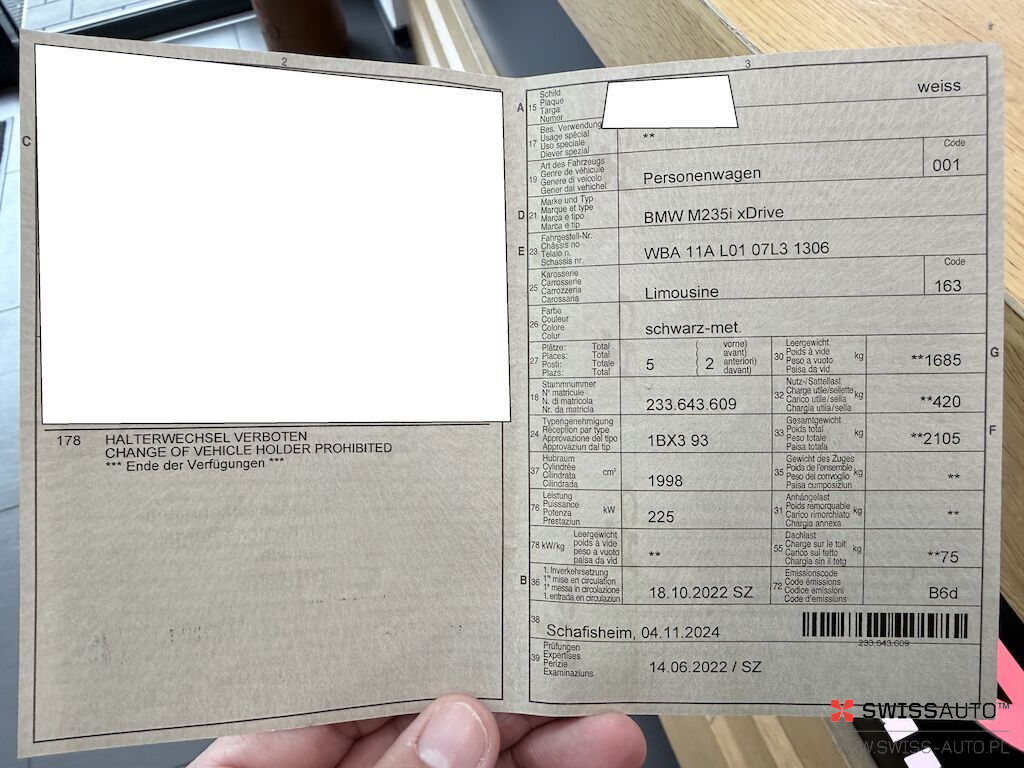 2
C
178 HALTERWECHSEL VERBOTEN
CHANGE OF VEHICLE HOLDER PROHIBITED
*** Ende der Verfügungen ***
3
A 15 Schild
Plaque
Targa
Numer
weiss
17 Bes. Verwendung
Usage spécial
Uso speciale
Diever spezial
**
19 Art des Fahrzeugs
Genre de véhicule
Genere di veicolo
Gener dal vehichel
Personenwagen
Code
001
D 21 Marke und Typ
Marque et type
Marca e tipo
Marca e tip
BMW M235i xDrive
E 23 Fahrgestell-Nr.
Châssis no
Telaio n.
Schassis nr.
WBA 11A L01 07L3 1306
25 Karosserie
Carrosserie
Carrozzeria
Carossaria
Limousine
Code
163
26 Farbe
Couleur
Colore
Colur
schwarz-met.
27 Plätze: Total
Places: Total
Posti: Totale
Plazs: Total
5 ( 2 vorne)
avant)
anteriori)
davant)
30 Leergewicht
Poids à vide
Peso a vuoto
Paisa da vid
kg
**1685
G
18 Stammnummer
N° matricule
N. di matricola
Nr. da matricla
233.643.609
32 Nutz-/Sattellast
Charge utile/sellette
Carico utile/sella
Chargia utila/sella
kg
**420
24 Typengenehmigung
Réception par type
Approvazione del tipo
Approvaziun dal tip
1BX3 93
33 Gesamtgewicht
Poids total
Peso totale
Paisa totala
kg
**2105
F
37 Hubraum
Cylindrée
Cilindrata
Cilindrada
cm³
1998
35 Gewicht des Zuges
Poids de l'ensemble
Peso del convoglio
Paisa cumposiziun
kg
**
76 Leistung
Puissance
Potenza
Prestaziun
kW
225
31 Anhängelast
Poids remorquable
Carico rimorchiato
Chargia annexa
kg
**
78 kW/kg Leergewicht
poids à vide
peso a vuoto
paisa da vid
**
55 Dachlast
Charge sur le toit
Carico sul tetto
Chargia sin il tetg
kg
**75
B 36 1. Inverkehrsetzung
1re mise en circulation
1a messa in circolazione
1. entrada en circulaziun
18.10.2022 SZ
72 Emissionscode
Code émissions
Codice emissioni
Code d'emissiuns
B6d
38 Schafisheim, 04.11.2024
233.643.609
39 Prüfungen
Expertises
Perizie
Examinaziuns
14.06.2022 / SZ
SWISSAUTO™
WWW.SWISS-AUTO.PL